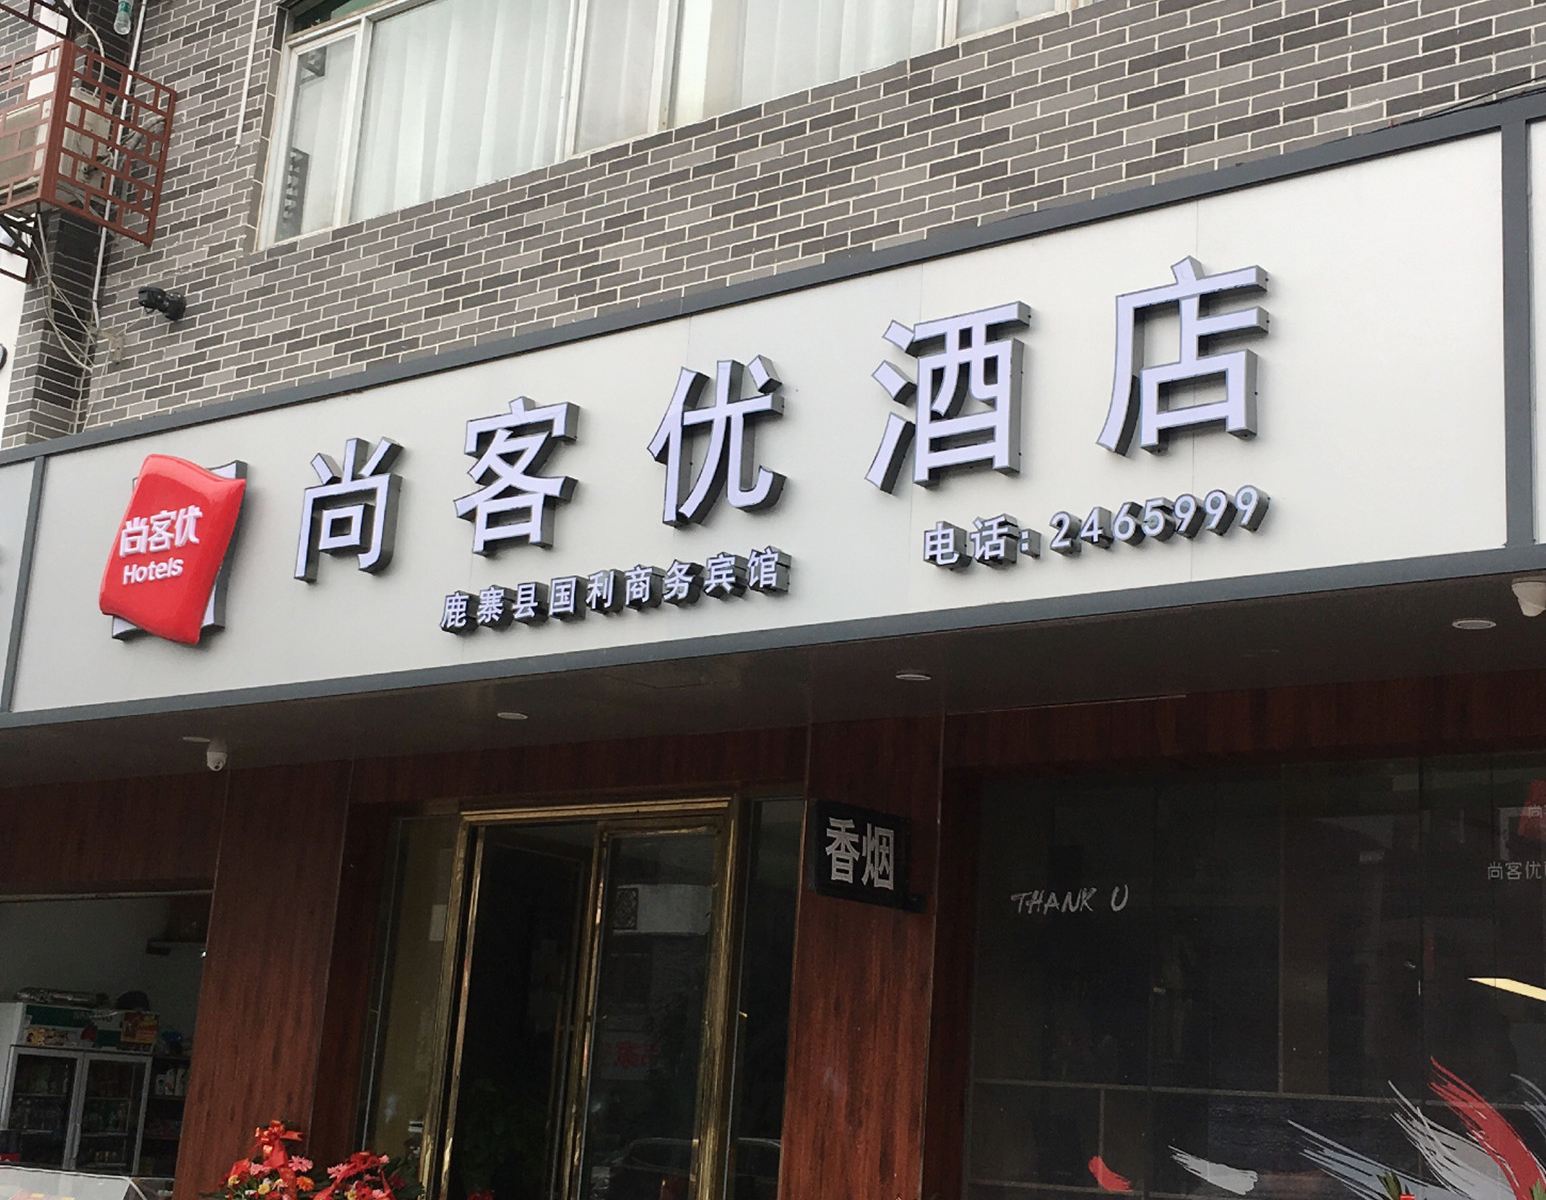 尚客优酒店
尚客优
Hotels
鹿寨县国利商务宾馆
电话:2465999
香烟
THANK U
尚客优